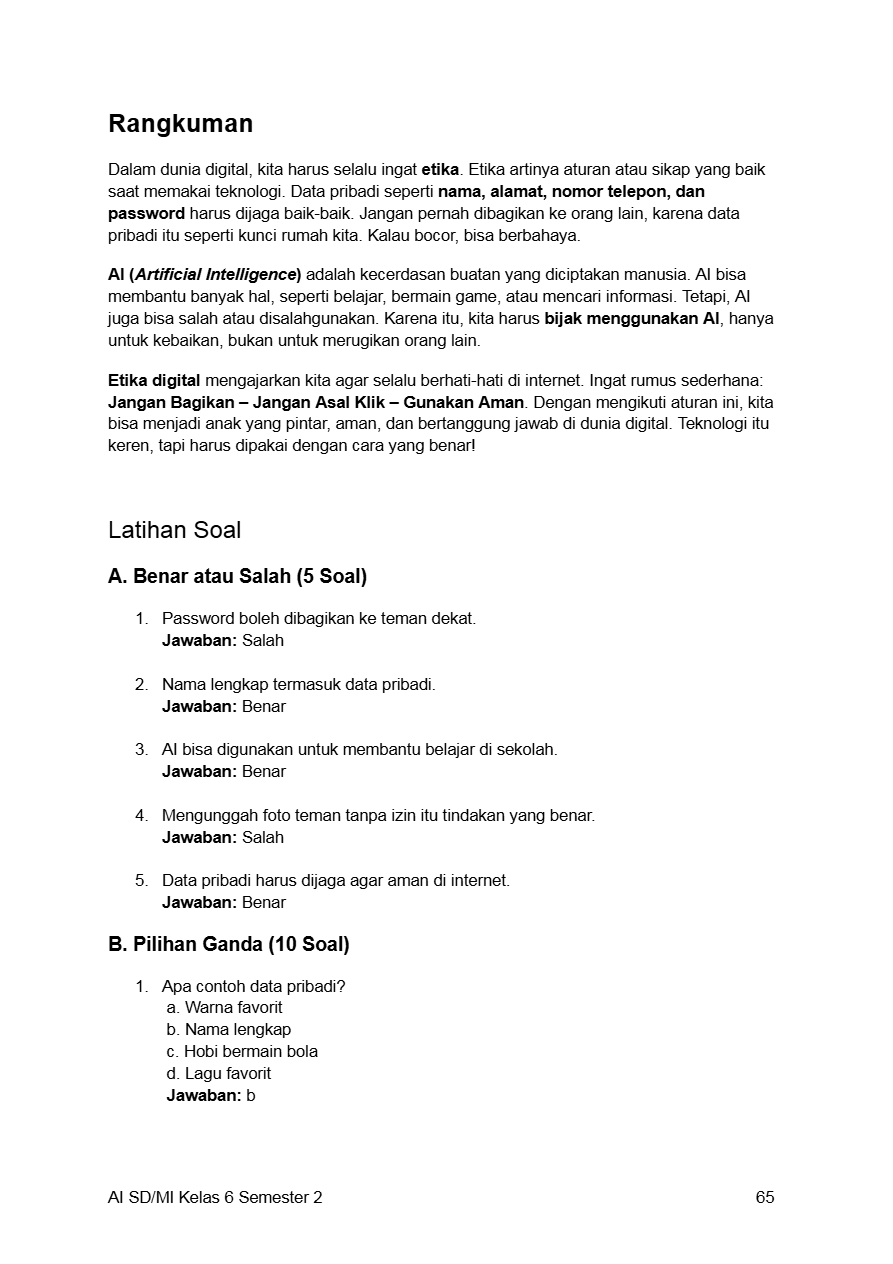 Rangkuman
Dalam dunia digital, kita harus selalu ingat etika. Etika artinya aturan atau sikap yang baik
saat memakai teknologi. Data pribadi seperti nama, alamat, nomor telepon, dan
password harus dijaga baik-baik. Jangan pernah dibagikan ke orang lain, karena data
pribadi itu seperti kunci rumah kita. Kalau bocor, bisa berbahaya.
AI (Artificial Intelligence) adalah kecerdasan buatan yang diciptakan manusia. AI bisa
membantu banyak hal, seperti belajar, bermain game, atau mencari informasi. Tetapi, AI
juga bisa salah atau disalahgunakan. Karena itu, kita harus bijak menggunakan AI, hanya
untuk kebaikan, bukan untuk merugikan orang lain.
Etika digital mengajarkan kita agar selalu berhati-hati di internet. Ingat rumus sederhana:
Jangan Bagikan – Jangan Asal Klik – Gunakan Aman. Dengan mengikuti aturan ini, kita
bisa menjadi anak yang pintar, aman, dan bertanggung jawab di dunia digital. Teknologi itu
keren, tapi harus dipakai dengan cara yang benar!
Latihan Soal
A. Benar atau Salah (5 Soal)
1. Password boleh dibagikan ke teman dekat.
Jawaban: Salah
2. Nama lengkap termasuk data pribadi.
Jawaban: Benar
3. AI bisa digunakan untuk membantu belajar di sekolah.
Jawaban: Benar
4. Mengunggah foto teman tanpa izin itu tindakan yang benar.
Jawaban: Salah
5. Data pribadi harus dijaga agar aman di internet.
Jawaban: Benar
B. Pilihan Ganda (10 Soal)
1. Apa contoh data pribadi?
a. Warna favorit
b. Nama lengkap
c. Hobi bermain bola
d. Lagu favorit
Jawaban: b
AI SD/MI Kelas 6 Semester 2 65